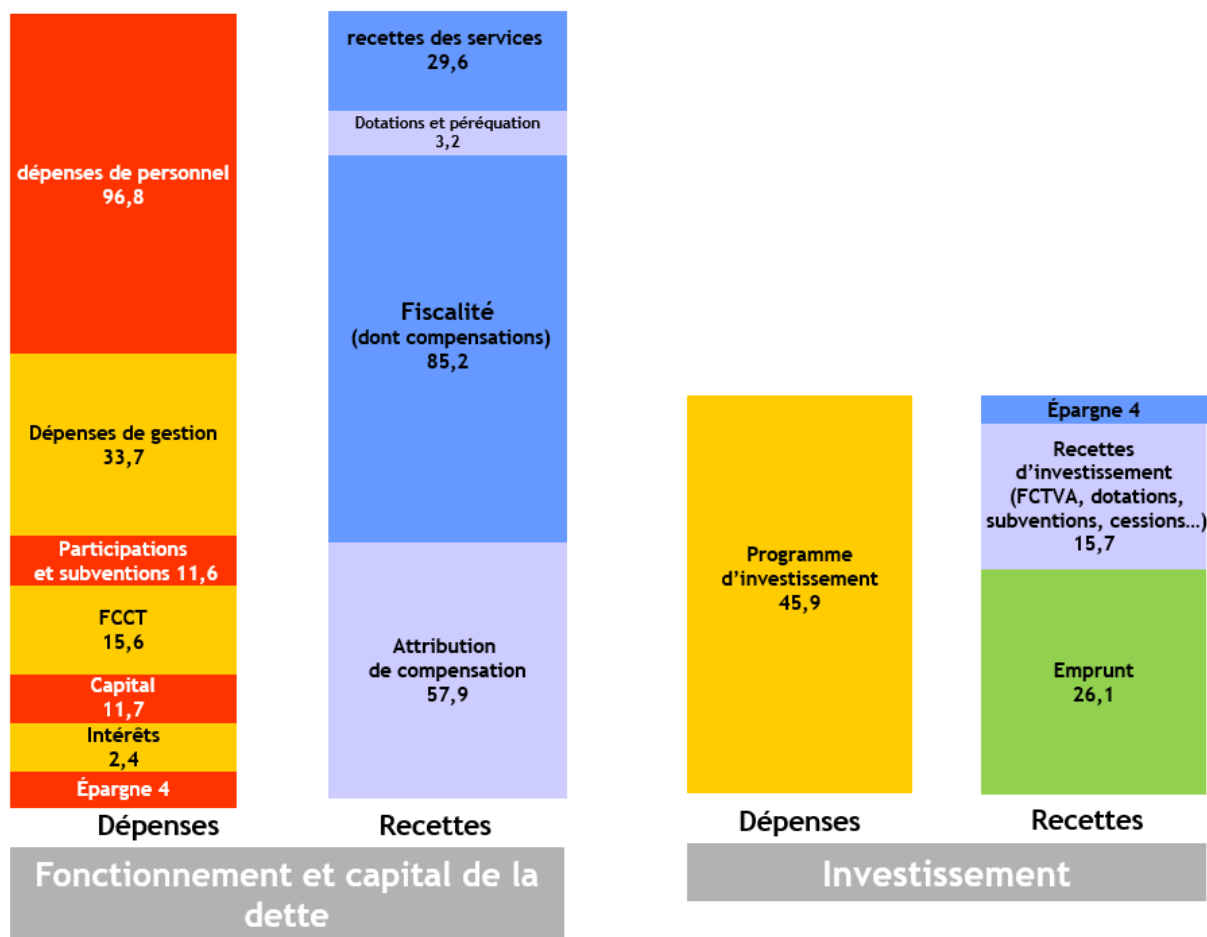 dépenses de personnel
96,8
Dépenses de gestion
33,7
Participations
et subventions 11,6
FCCT
15,6
Capital
11,7
Intérêts
2,4
Épargne 4
Dépenses
recettes des services
29,6
Dotations et péréquation
3,2
Fiscalité
(dont compensations)
85,2
Attribution
de compensation
57,9
Recettes
Fonctionnement et capital de la
dette
Programme
d’investissement
45,9
Dépenses
Épargne 4
Recettes
d’investissement
(FCTVA, dotations,
subventions, cessions…)
15,7
Emprunt
26,1
Recettes
Investissement